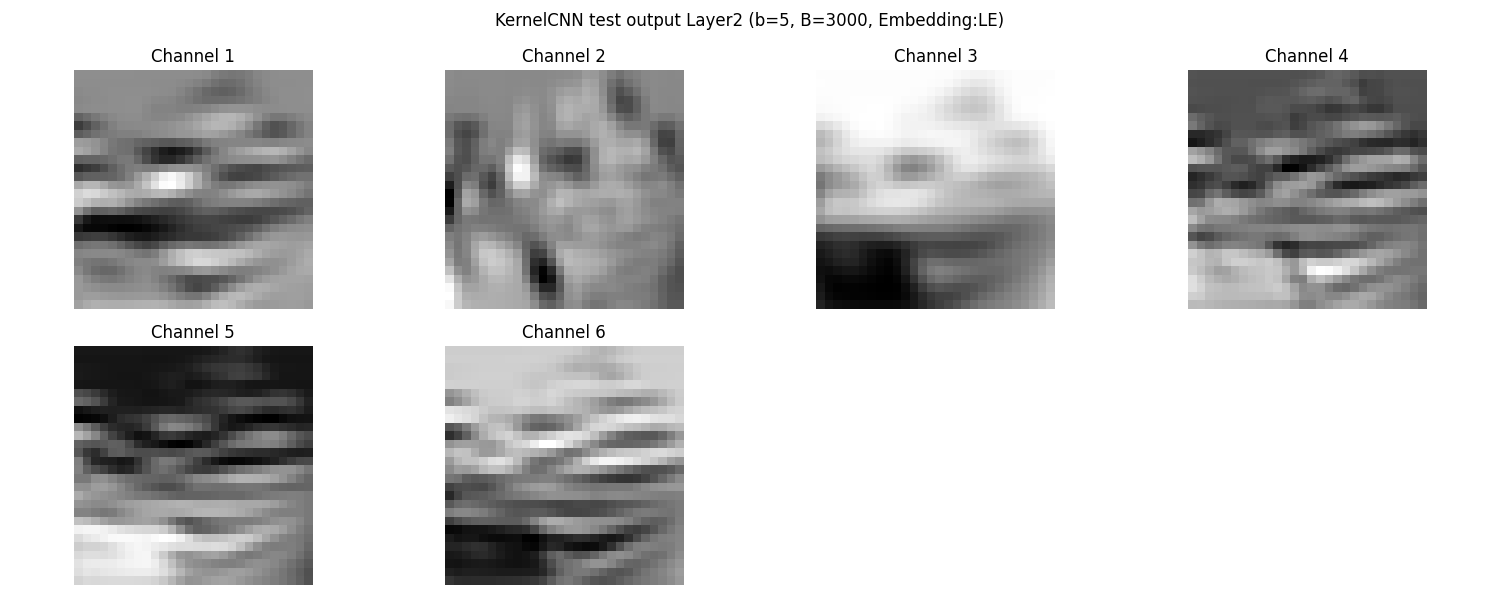 KernelCNN test output Layer2 (b=5, B=3000, Embedding:LE)
Channel 1
Channel 2
Channel 3
Channel 4
Channel 5
Channel 6